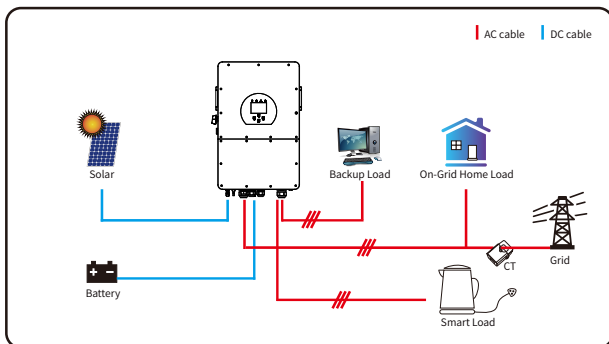 AC cable
DC cable
Solar
Backup Load
On-Grid Home Load
CT
Grid
Battery
Smart Load